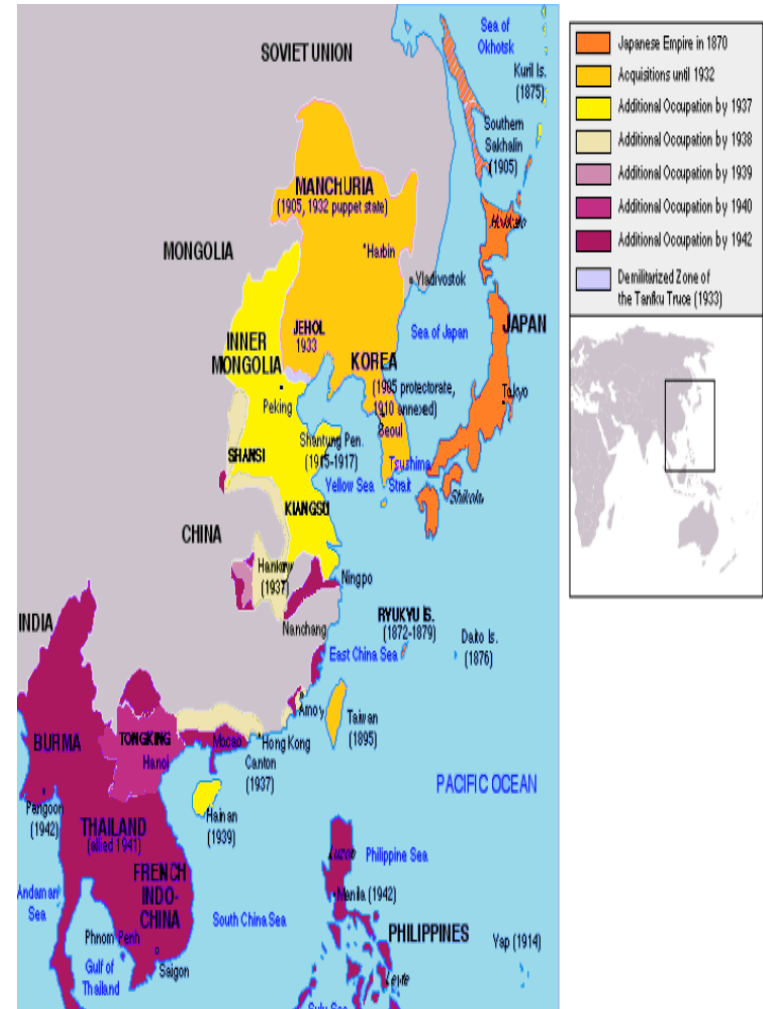 Sea of
Okhotsk
SOVIET UNION
Kuril Is.
(1875)
Southern
Sakhalin
(1905)
MANCHURIA
(1905, 1932 puppet state)
Hokkaido
Harbin
MONGOLIA
Vladivostok
JEHOL
1933
Sea of Japan
JAPAN
INNER
MONGOLIA
KOREA
(1905 protectorate,
1910 annexed)
Peking
Tokyo
Seoul
Shantung Pen.
(1915-1917)
SHANSI
Tsushima
Strait
Yellow Sea
Shikoku
KIANGSU
CHINA
Hankow
(1937)
Ningpo
INDIA
Nanchang
RYUKYU IS.
(1872-1879)
Daito Is.
(1876)
East China Sea
Amoy
Taiwan
(1895)
BURMA
TONGKING
Macao
Hong Kong
Hanoi
Canton
(1937)
PACIFIC OCEAN
Rangoon
(1942)
Hainan
(1939)
THAILAND
(allied 1941)
Luzon
Philippine Sea
FRENCH
INDO-
CHINA
Andaman
Sea
Manila (1942)
South China Sea
PHILIPPINES
Phnom Penh
Yap (1914)
Gulf of
Thailand
Saigon
Leyte
Sulu Sea
Japanese Empire in 1870
Acquisitions until 1932
Additional Occupation by 1937
Additional Occupation by 1938
Additional Occupation by 1939
Additional Occupation by 1940
Additional Occupation by 1942
Demilitarized Zone of
the Tanku Truce (1933)